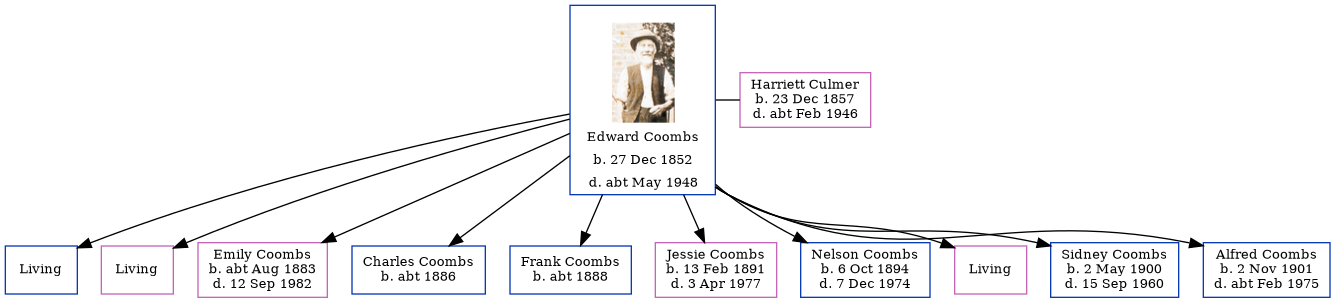 Edward Coombs
b. 27 Dec 1852
d. abt May 1948
Harriett Culmer
b. 23 Dec 1857
d. abt Feb 1946
Living
Living
Emily Coombs
b. abt Aug 1883
d. 12 Sep 1982
Charles Coombs
b. abt 1886
Frank Coombs
b. abt 1888
Jessie Coombs
b. 13 Feb 1891
d. 3 Apr 1977
Nelson Coombs
b. 6 Oct 1894
d. 7 Dec 1974
Living
Sidney Coombs
b. 2 May 1900
d. 15 Sep 1960
Alfred Coombs
b. 2 Nov 1901
d. abt Feb 1975